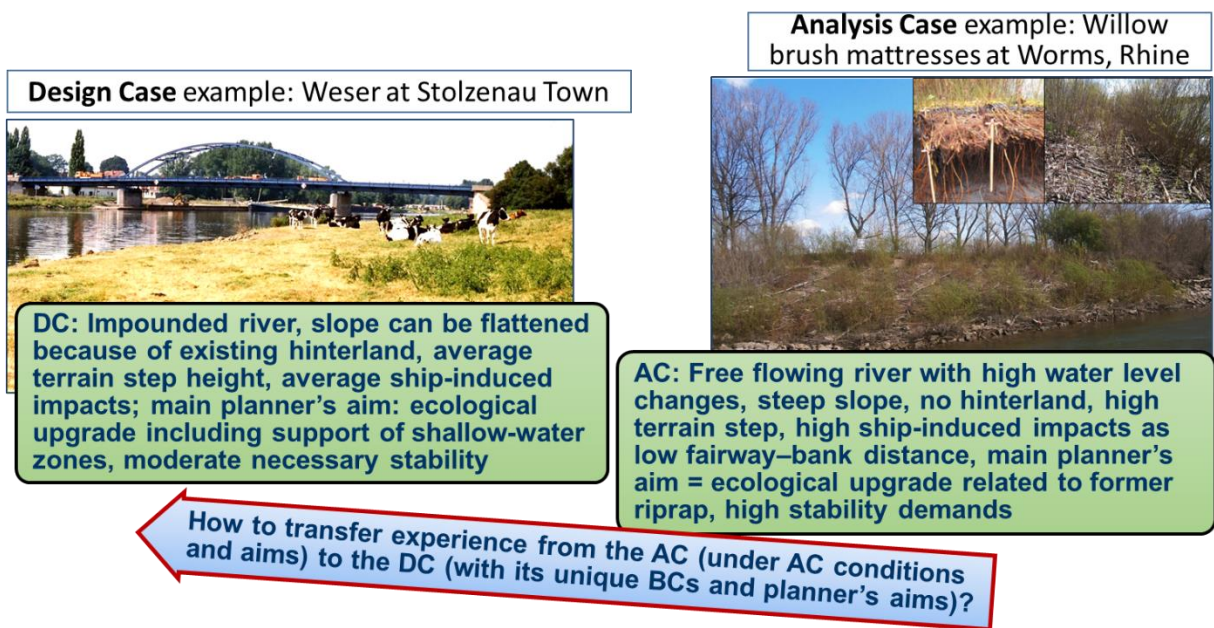 Design Case example: Weser at Stolzenau Town
DC: Impounded river, slope can be flattened
because of existing hinterland, average
terrain step height, average ship-induced
impacts; main planner's aim: ecological
upgrade including support of shallow-water
zones, moderate necessary stability
Analysis Case example: Willow
brush mattresses at Worms, Rhine
AC: Free flowing river with high water level
changes, steep slope, no hinterland, high
terrain step, high ship-induced impacts as
low fairway–bank distance, main planner's
aim = ecological upgrade related to former
riprap, high stability demands
How to transfer experience from the AC (under AC conditions
and aims) to the DC (with its unique BCs and planner's aims)?